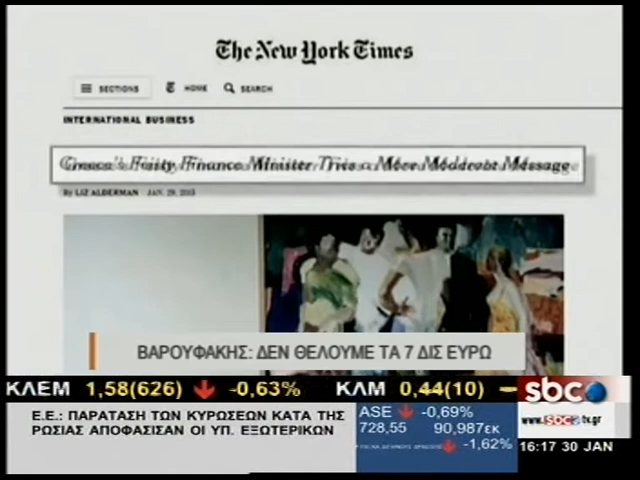 The New York Times
SECTIONS HOME SEARCH
INTERNATIONAL BUSINESS
Greece's Feisty Finance Minister Tries a More Moderate Message
By LIZ ALDERMAN JAN. 29, 2015
ΒΑΡΟΥΦΑΚΗΣ: ΔΕΝ ΘΕΛΟΥΜΕ ΤΑ 7 ΔΙΣ ΕΥΡΩ
ΚΛΕΜ 1,58(626) -0,63% ΚΛΜ 0,44(10)
sbc
Ε.Ε.: ΠΑΡΑΤΑΣΗ ΤΩΝ ΚΥΡΩΣΕΩΝ ΚΑΤΑ ΤΗΣ
ΡΩΣΙΑΣ ΑΠΟΦΑΣΙΣΑΝ ΟΙ ΥΠ. ΕΞΩΤΕΡΙΚΩΝ
ASE -0,69%
728,55 90,987εκ
-1,62%
www.sbctv.gr
16:17 30 JAN